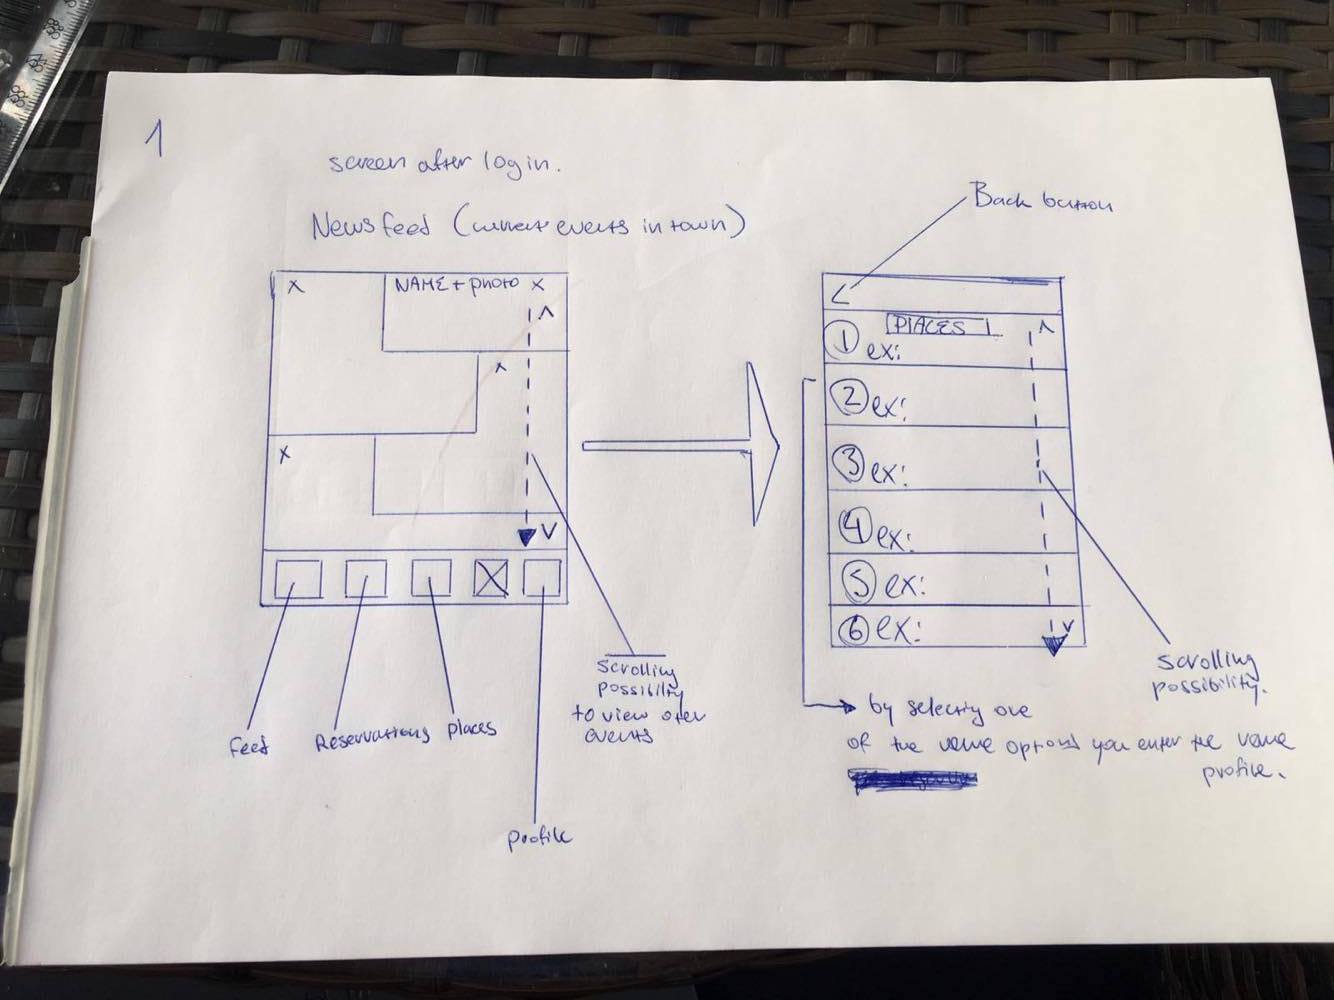 1
screen after login.
News feed (current events in town)
x
NAME + photo x
^
x
x
v
Feed
Reservations
places
profile
Scrolling
possibility
to view other
events
Back button
<
PLACES
^
1 ex:
2 ex:
3 ex:
4 ex:
5 ex:
6 ex:
v
Scrolling
possibility.
by selecting one
of the venue options you enter the venue
profile.